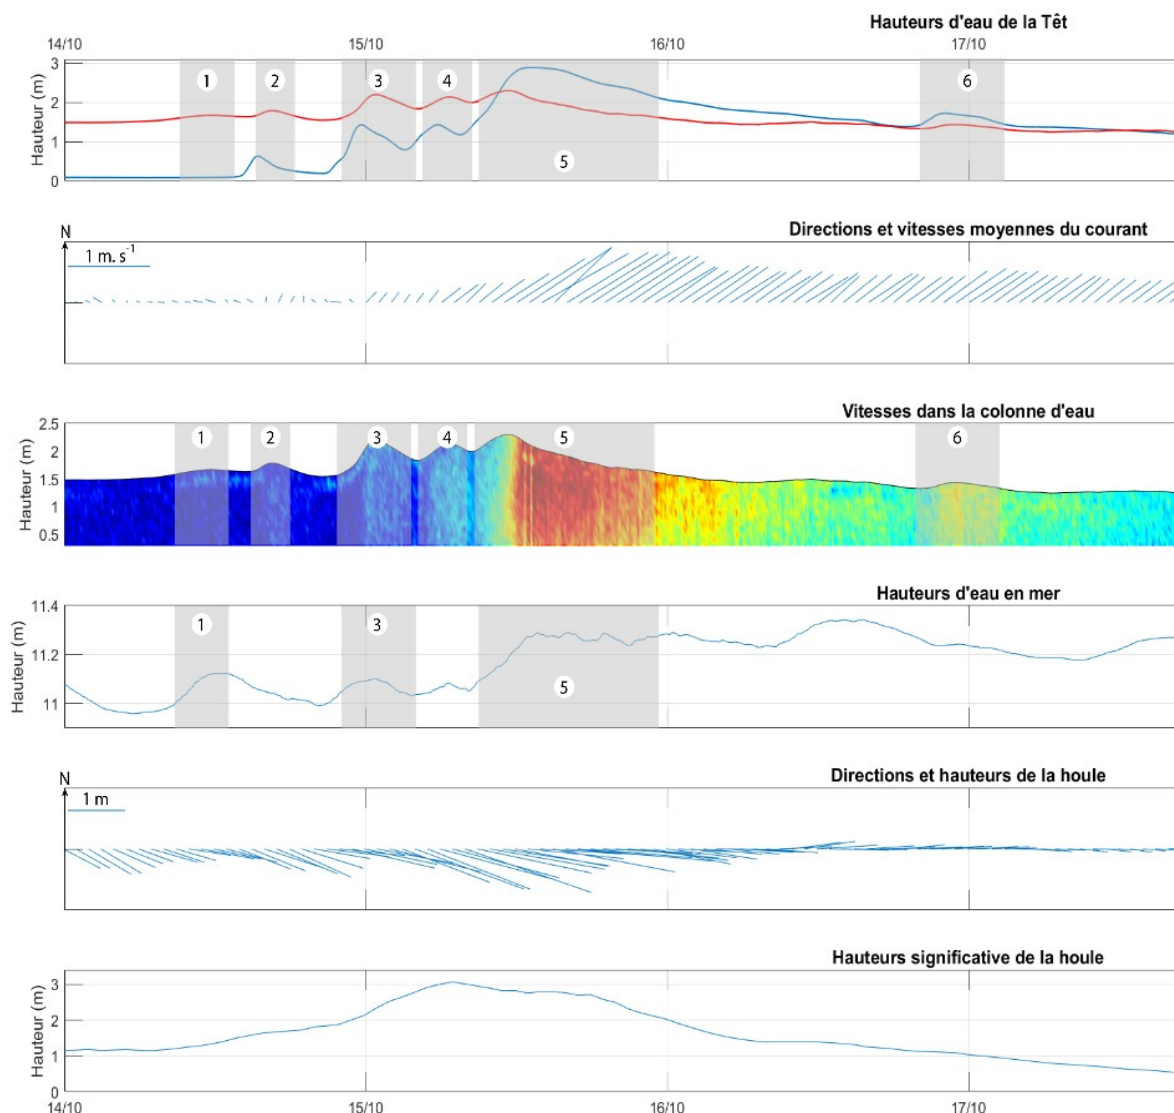 Hauteurs d'eau de la Têt
14/10 15/10 16/10 17/10
Hauteur (m)
3
2
1
0
1 2 3 4 5 6
Directions et vitesses moyennes du courant
N
1 m. s⁻¹
Vitesses dans la colonne d'eau
Hauteur (m)
2.5
2
1.5
1
0.5
1 2 3 4 5 6
Hauteurs d'eau en mer
Hauteur (m)
11.4
11.2
11
1 3 5
Directions et hauteurs de la houle
N
1 m
Hauteurs significative de la houle
Hauteur (m)
3
2
1
0
14/10 15/10 16/10 17/10